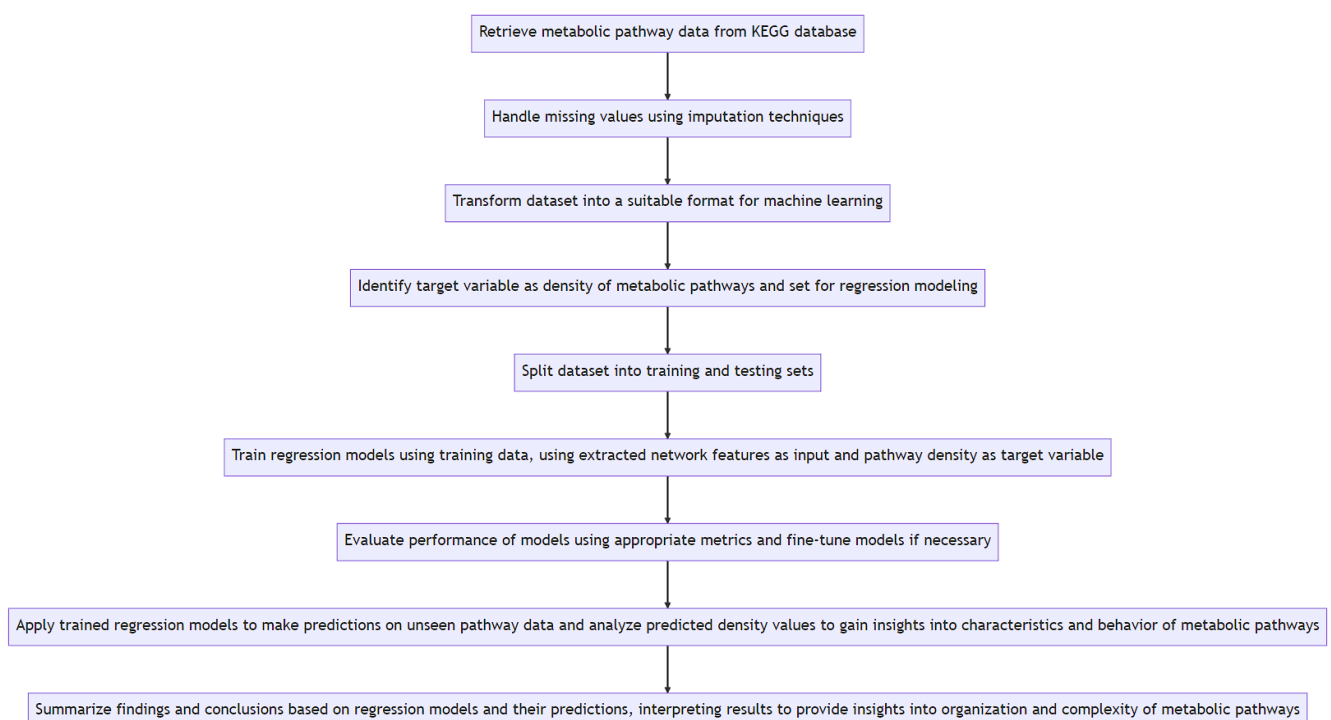 Retrieve metabolic pathway data from KEGG database
Handle missing values using imputation techniques
Transform dataset into a suitable format for machine learning
Identify target variable as density of metabolic pathways and set for regression modeling
Split dataset into training and testing sets
Train regression models using training data, using extracted network features as input and pathway density as target variable
Evaluate performance of models using appropriate metrics and fine-tune models if necessary
Apply trained regression models to make predictions on unseen pathway data and analyze predicted density values to gain insights into characteristics and behavior of metabolic pathways
Summarize findings and conclusions based on regression models and their predictions, interpreting results to provide insights into organization and complexity of metabolic pathways